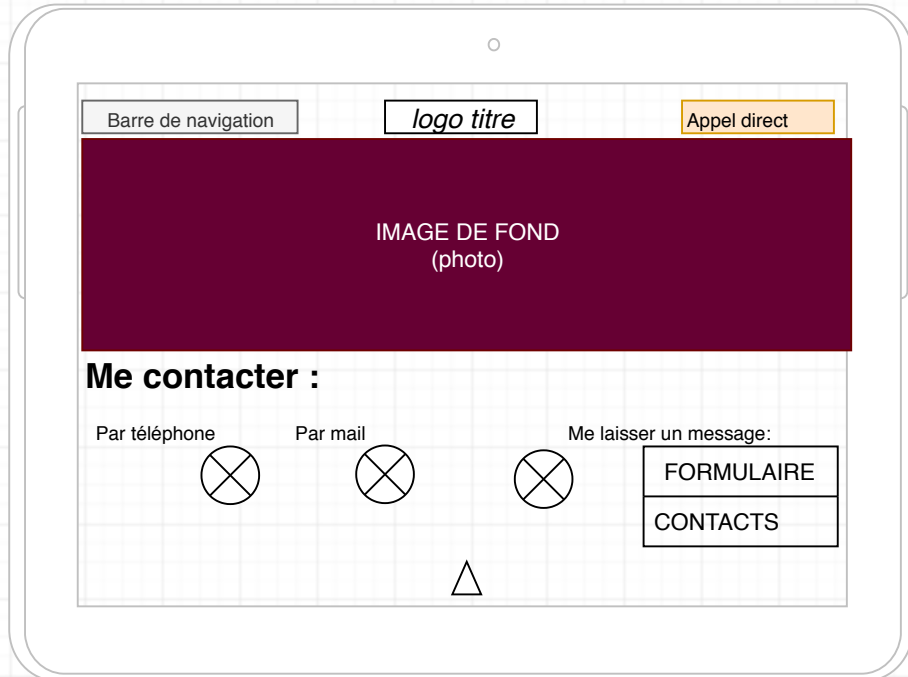 Barre de navigation
logo titre
Appel direct
IMAGE DE FOND
(photo)
Me contacter :
Par téléphone
Par mail
Me laisser un message:
FORMULAIRE
CONTACTS